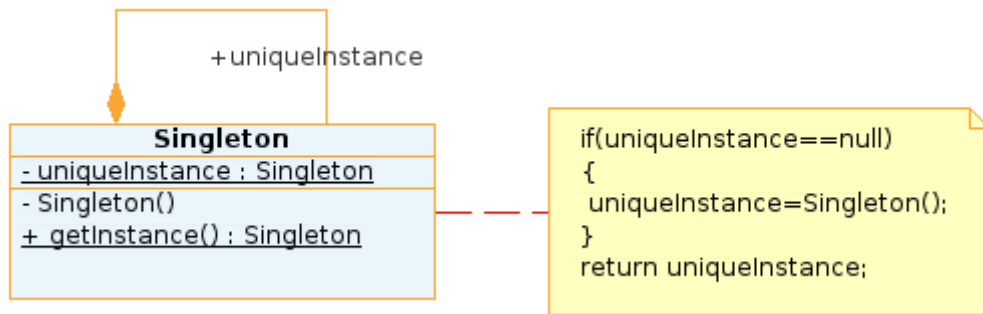 +uniqueInstance
Singleton
- uniqueInstance : Singleton
- Singleton()
+ getInstance() : Singleton
if(uniqueInstance==null)
{
uniqueInstance=Singleton();
}
return uniqueInstance;